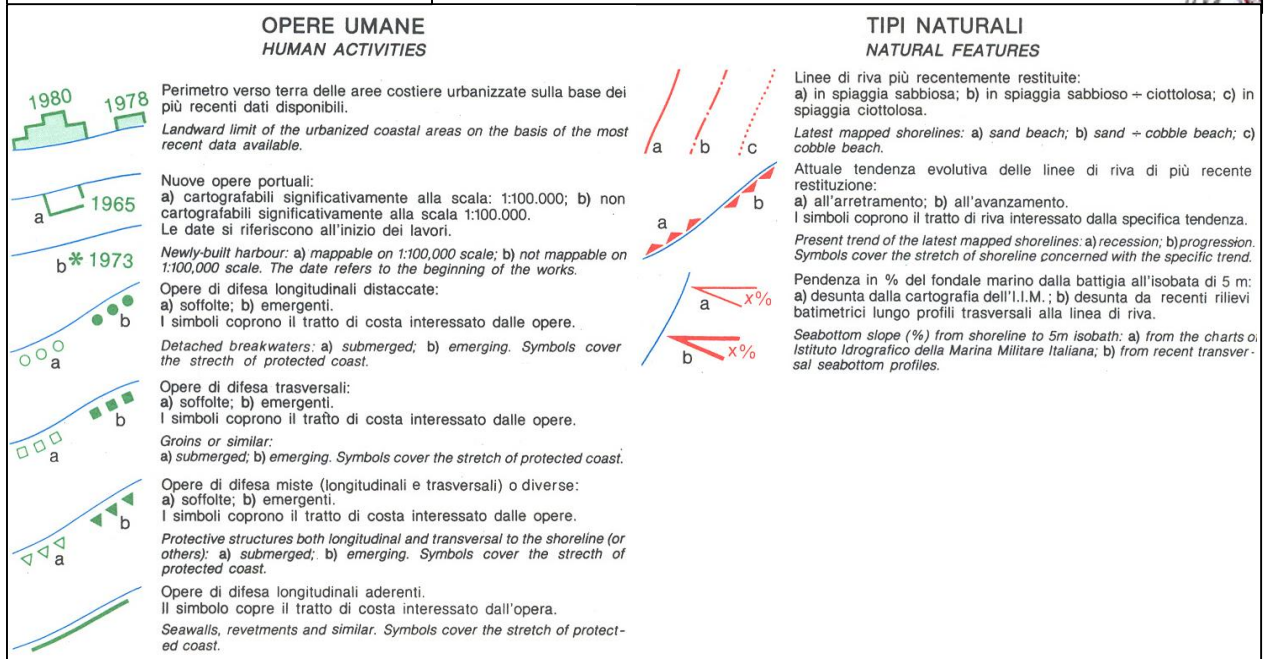 OPERE UMANE
HUMAN ACTIVITIES
1980
1978
Perimetro verso terra delle aree costiere urbanizzate sulla base dei
più recenti dati disponibili.
Landward limit of the urbanized coastal areas on the basis of the most
recent data available.
a
1965
b* 1973
Nuove opere portuali:
a) cartografabili significativamente alla scala: 1:100.000; b) non
cartografabili significativamente alla scala 1:100.000.
Le date si riferiscono all'inizio dei lavori.
Newly-built harbour: a) mappable on 1:100,000 scale; b) not mappable on
1:100,000 scale. The date refers to the beginning of the works.
b
a
Opere di difesa longitudinali distaccate:
a) soffolte; b) emergenti.
I simboli coprono il tratto di costa interessato dalle opere.
Detached breakwaters: a) submerged; b) emerging. Symbols cover
the strecth of protected coast.
b
a
Opere di difesa trasversali:
a) soffolte; b) emergenti.
I simboli coprono il tratto di costa interessato dalle opere.
Groins or similar:
a) submerged; b) emerging. Symbols cover the stretch of protected coast.
b
a
Opere di difesa miste (longitudinali e trasversali) o diverse:
a) soffolte; b) emergenti.
I simboli coprono il tratto di costa interessato dalle opere.
Protective structures both longitudinal and transversal to the shoreline (or
others): a) submerged; b) emerging. Symbols cover the strecth of
protected coast.
Opere di difesa longitudinali aderenti.
Il simbolo copre il tratto di costa interessato dall'opera.
Seawalls, revetments and similar. Symbols cover the stretch of protect-
ed coast.
TIPI NATURALI
NATURAL FEATURES
a
b
c
Linee di riva più recentemente restituite:
a) in spiaggia sabbiosa; b) in spiaggia sabbioso ÷ ciottolosa; c) in
spiaggia ciottolosa.
Latest mapped shorelines: a) sand beach; b) sand ÷ cobble beach; c)
cobble beach.
a
b
Attuale tendenza evolutiva delle linee di riva di più recente
restituzione:
a) all'arretramento; b) all'avanzamento.
I simboli coprono il tratto di riva interessato dalla specifica tendenza.
Present trend of the latest mapped shorelines: a) recession; b) progression.
Symbols cover the stretch of shoreline concerned with the specific trend.
a
x%
b
x%
Pendenza in % del fondale marino dalla battigia all'isobata di 5 m:
a) desunta dalla cartografia dell'I.I.M.; b) desunta da recenti rilievi
batimetrici lungo profili trasversali alla linea di riva.
Seabottom slope (%) from shoreline to 5m isobath: a) from the charts o
Istituto Idrografico della Marina Militare Italiana; b) from recent transver-
sal seabottom profiles.